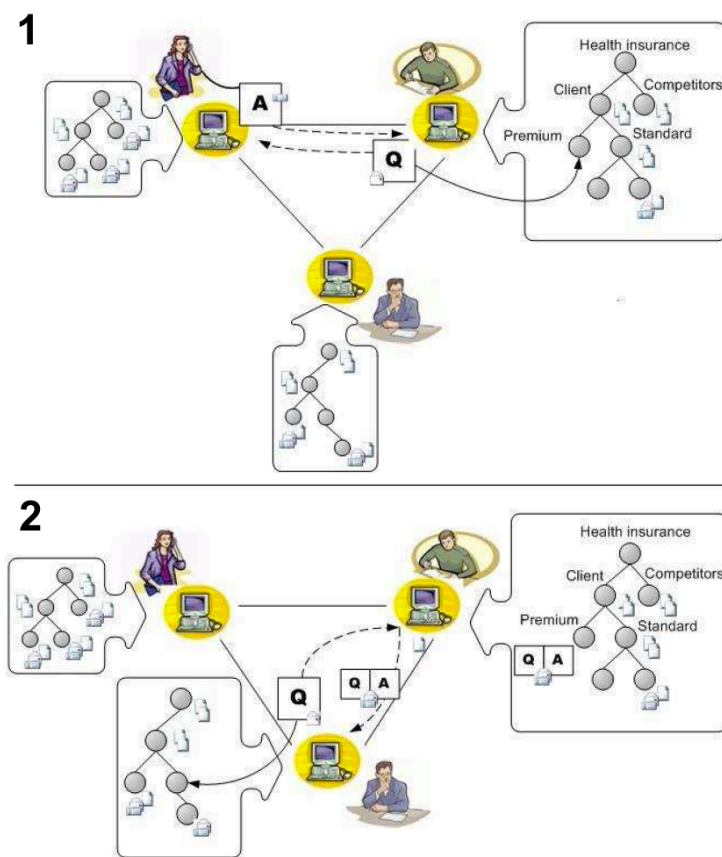 1
Health insurance
A
Client
Competitors
Premium
Standard
Q
2
Health insurance
Client
Competitors
Premium
Standard
Q
Q A
Q A